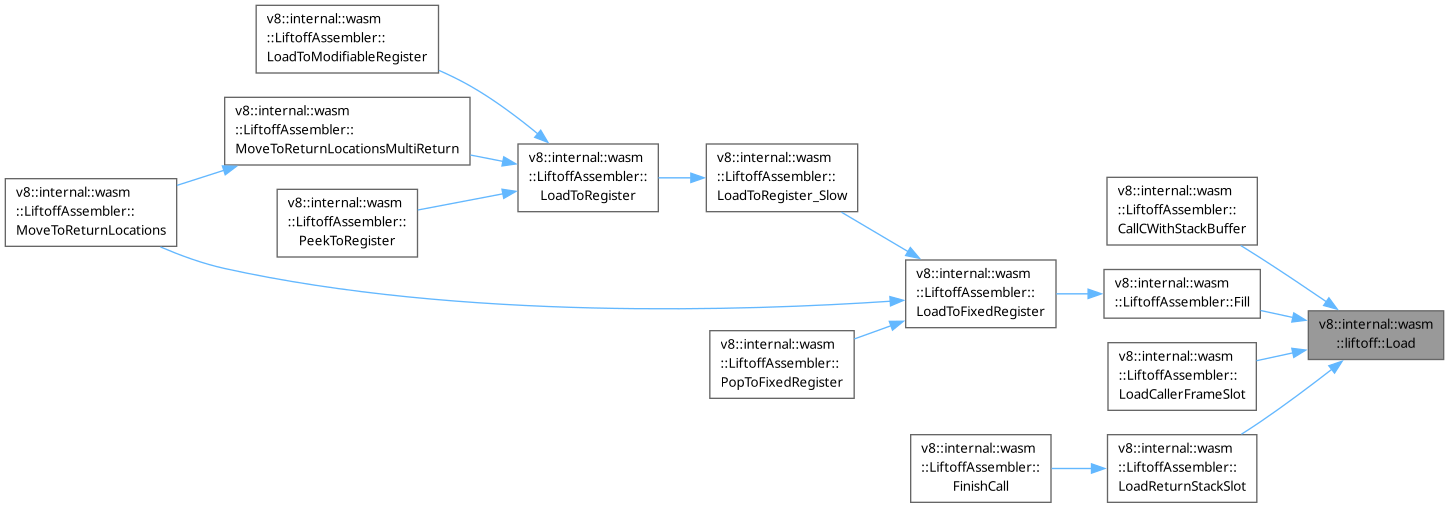 v8::internal::wasm
::LiftoffAssembler::
LoadToModifiableRegister
v8::internal::wasm
::LiftoffAssembler::
MoveToReturnLocationsMultiReturn
v8::internal::wasm
::LiftoffAssembler::
MoveToReturnLocations
v8::internal::wasm
::LiftoffAssembler::
PeekToRegister
v8::internal::wasm
::LiftoffAssembler::
LoadToRegister
v8::internal::wasm
::LiftoffAssembler::
LoadToRegister_Slow
v8::internal::wasm
::LiftoffAssembler::
LoadToFixedRegister
v8::internal::wasm
::LiftoffAssembler::
PopToFixedRegister
v8::internal::wasm
::LiftoffAssembler::
FinishCall
v8::internal::wasm
::LiftoffAssembler::
CallCWithStackBuffer
v8::internal::wasm
::LiftoffAssembler::Fill
v8::internal::wasm
::LiftoffAssembler::
LoadCallerFrameSlot
v8::internal::wasm
::LiftoffAssembler::
LoadReturnStackSlot
v8::internal::wasm
::liftoff::Load